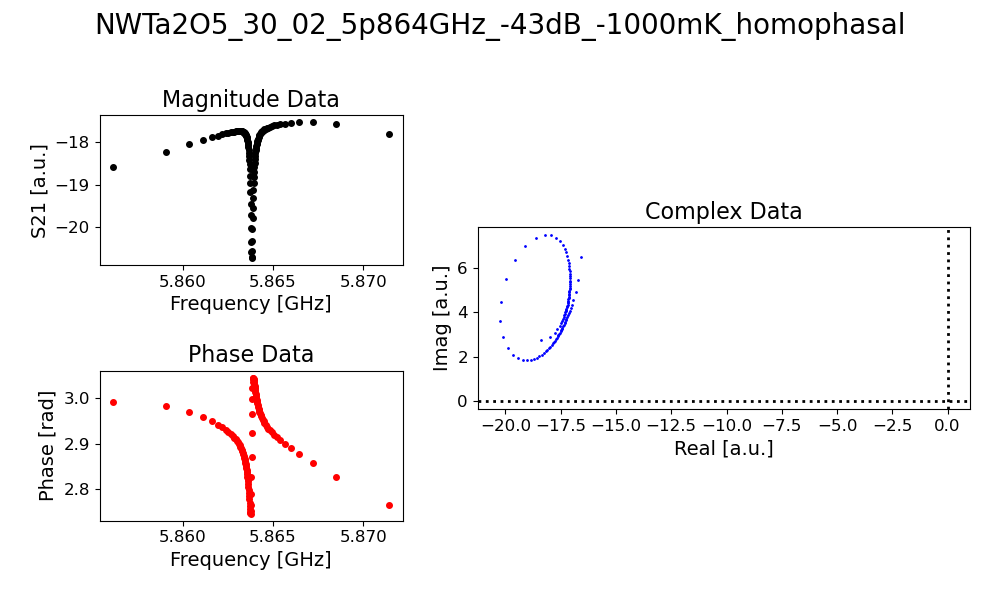 NWTa2O5_30_02_5p864GHz_-43dB_-1000mK_homophasal
Magnitude Data
S21 [a.u.]
−18
−19
−20
5.860 5.865 5.870
Frequency [GHz]
Phase Data
Phase [rad]
3.0
2.9
2.8
5.860 5.865 5.870
Frequency [GHz]
Complex Data
Imag [a.u.]
6
4
2
0
−20.0 −17.5 −15.0 −12.5 −10.0 −7.5 −5.0 −2.5 0.0
Real [a.u.]